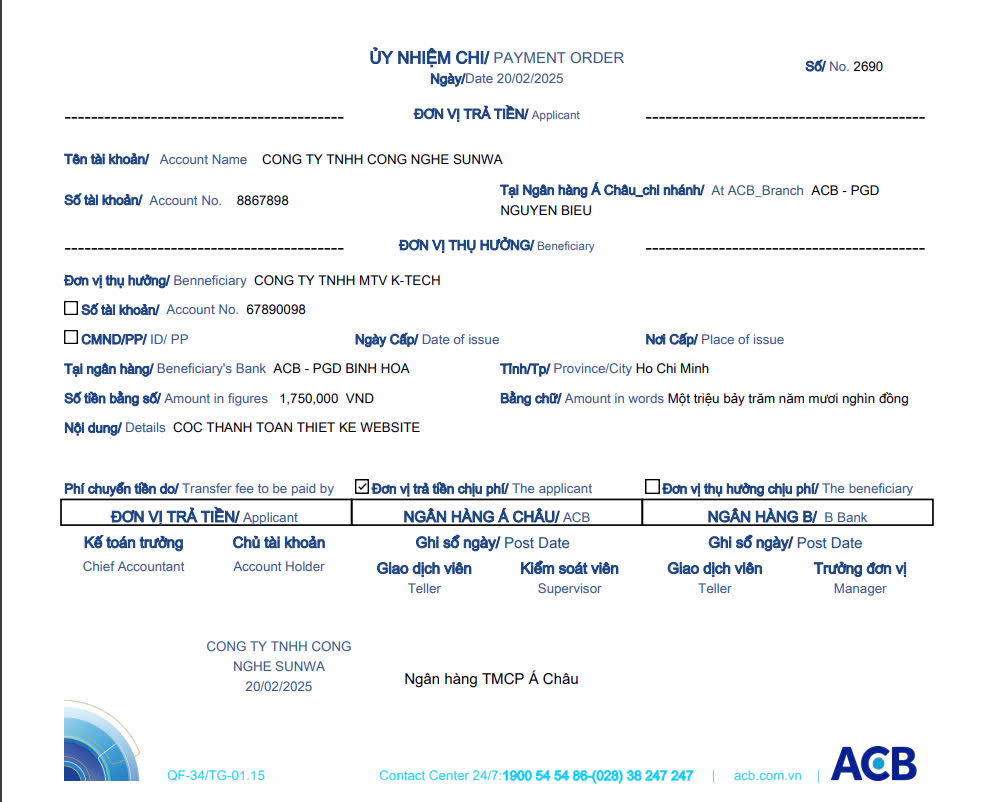 ỦY NHIỆM CHI/ PAYMENT ORDER
Số/ No. 2690
Ngày/Date 20/02/2025
------------------------------------------ ĐƠN VỊ TRẢ TIỀN/ Applicant ------------------------------------------
Tên tài khoản/ Account Name CONG TY TNHH CONG NGHE SUNWA
Số tài khoản/ Account No. 8867898
Tại Ngân hàng Á Châu_chi nhánh/ At ACB_Branch ACB - PGD
NGUYEN BIEU
------------------------------------------ ĐƠN VỊ THỤ HƯỞNG/ Beneficiary ------------------------------------------
Đơn vị thụ hưởng/ Benneficiary CONG TY TNHH MTV K-TECH
Số tài khoản/ Account No. 67890098
CMND/PP/ ID/ PP Ngày Cấp/ Date of issue Nơi Cấp/ Place of issue
Tại ngân hàng/ Beneficiary's Bank ACB - PGD BINH HOA Tỉnh/Tp/ Province/City Ho Chi Minh
Số tiền bằng số/ Amount in figures 1,750,000 VND Bằng chữ/ Amount in words Một triệu bảy trăm năm mươi nghìn đồng
Nội dung/ Details COC THANH TOAN THIET KE WEBSITE
Phí chuyển tiền do/ Transfer fee to be paid by Đơn vị trả tiền chịu phí/ The applicant Đơn vị thụ hưởng chịu phí/ The beneficiary
ĐƠN VỊ TRẢ TIỀN/ Applicant NGÂN HÀNG Á CHÂU/ ACB NGÂN HÀNG B/ B Bank
Kế toán trưởng Chủ tài khoản Ghi sổ ngày/ Post Date Ghi sổ ngày/ Post Date
Chief Accountant Account Holder Giao dịch viên Kiểm soát viên Giao dịch viên Trưởng đơn vị
Teller Supervisor Teller Manager
CONG TY TNHH CONG
NGHE SUNWA
20/02/2025
Ngân hàng TMCP Á Châu
QF-34/TG-01.15 Contact Center 24/7:1900 54 54 86-(028) 38 247 247 | acb.com.vn | ACB